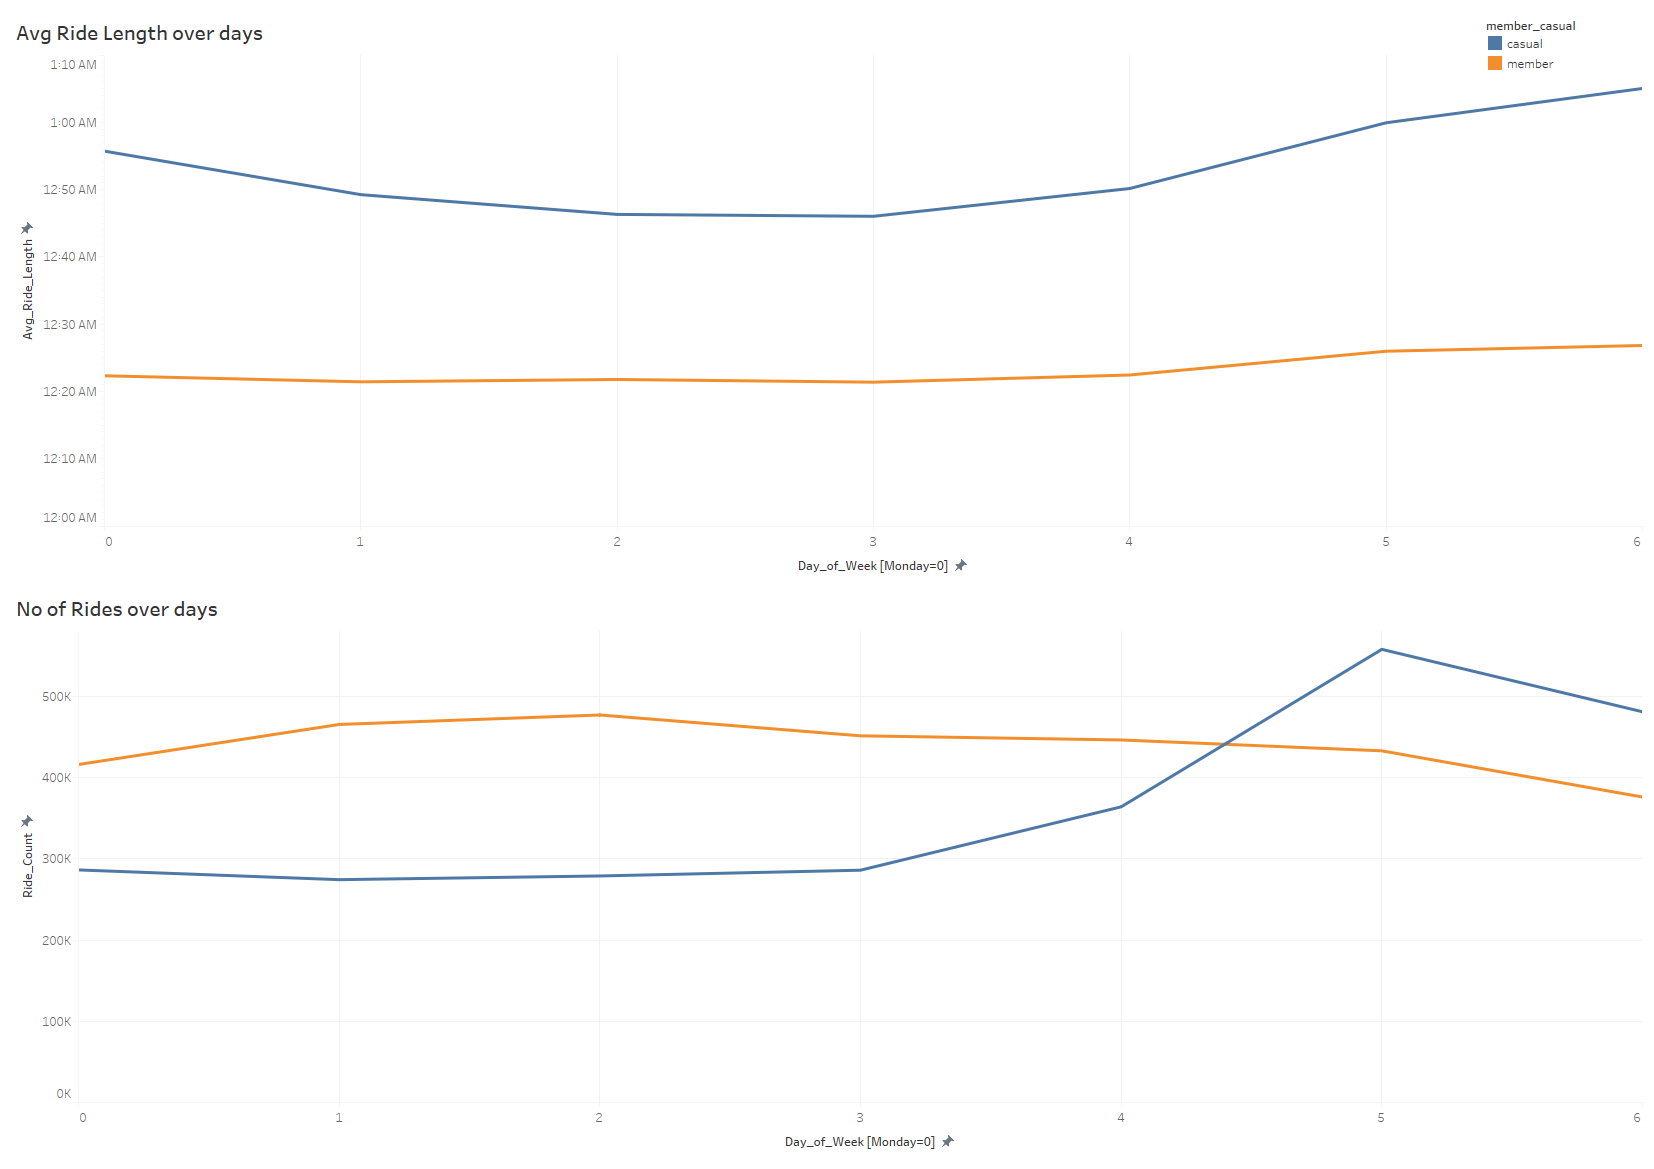 Avg Ride Length over days
member_casual
casual
member
1:10 AM
1:00 AM
12:50 AM
12:40 AM
12:30 AM
12:20 AM
12:10 AM
12:00 AM
Avg_Ride_Length
0 1 2 3 4 5 6
Day_of_Week [Monday=0]
No of Rides over days
500K
400K
300K
200K
100K
0K
Ride_Count
0 1 2 3 4 5 6
Day_of_Week [Monday=0]